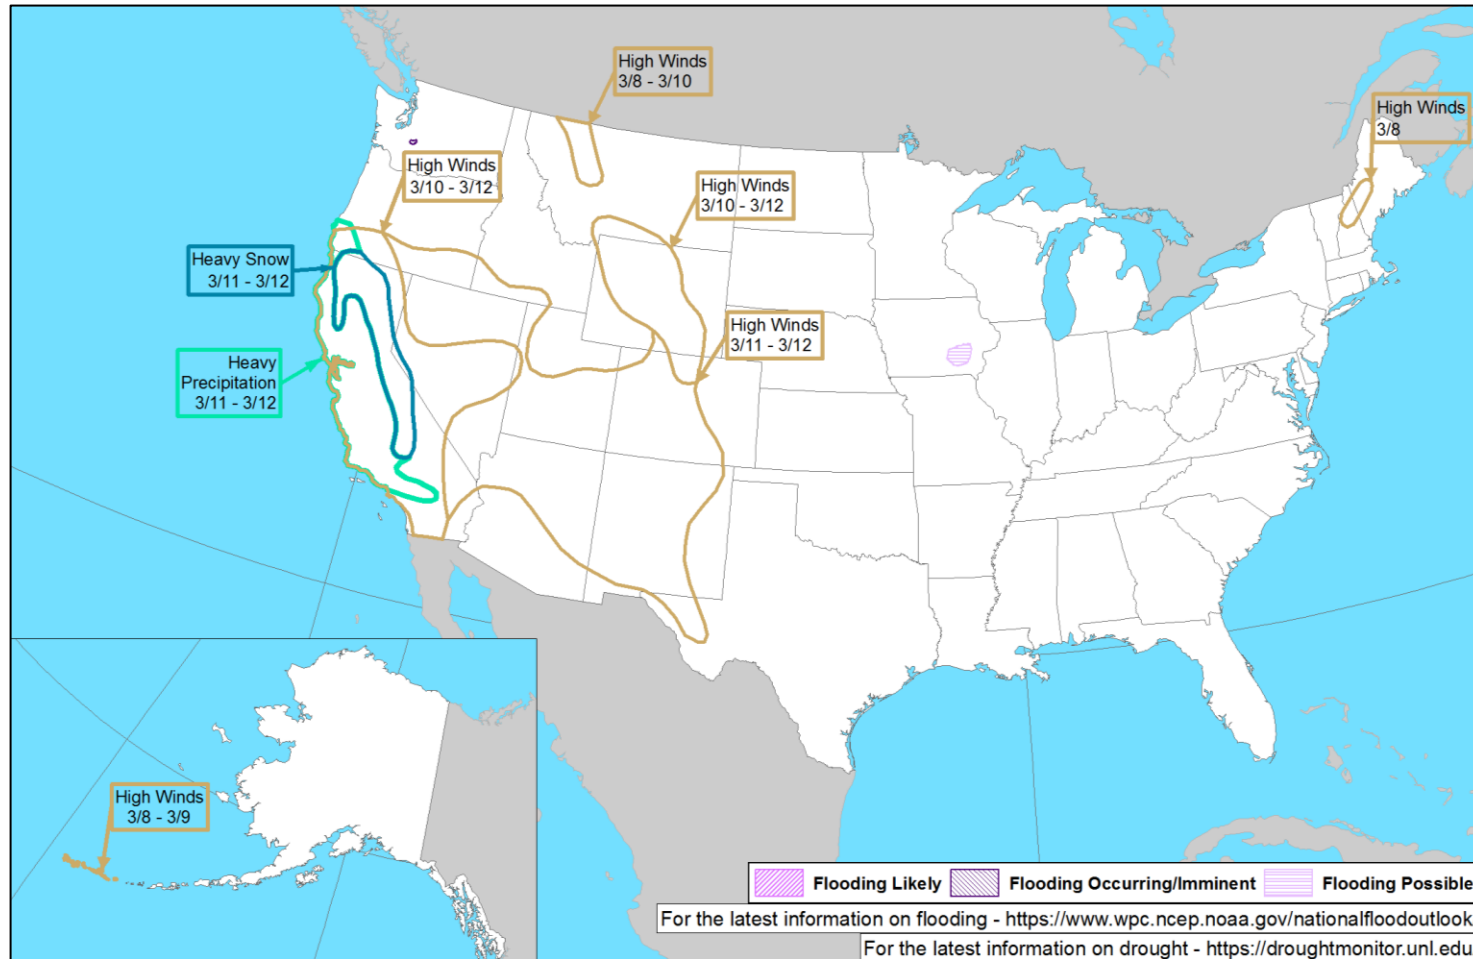 High Winds
3/8 - 3/10
High Winds
3/8
High Winds
3/10 - 3/12
High Winds
3/10 - 3/12
Heavy Snow
3/11 - 3/12
High Winds
3/11 - 3/12
Heavy
Precipitation
3/11 - 3/12
High Winds
3/8 - 3/9
Flooding Likely
Flooding Occurring/Imminent
Flooding Possible
For the latest information on flooding - https://www.wpc.ncep.noaa.gov/nationalfloodoutlook
For the latest information on drought - https://droughtmonitor.unl.edu